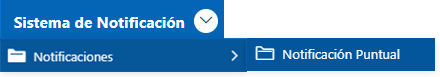 Sistema de Notificación
Notificaciones
Notificación Puntual